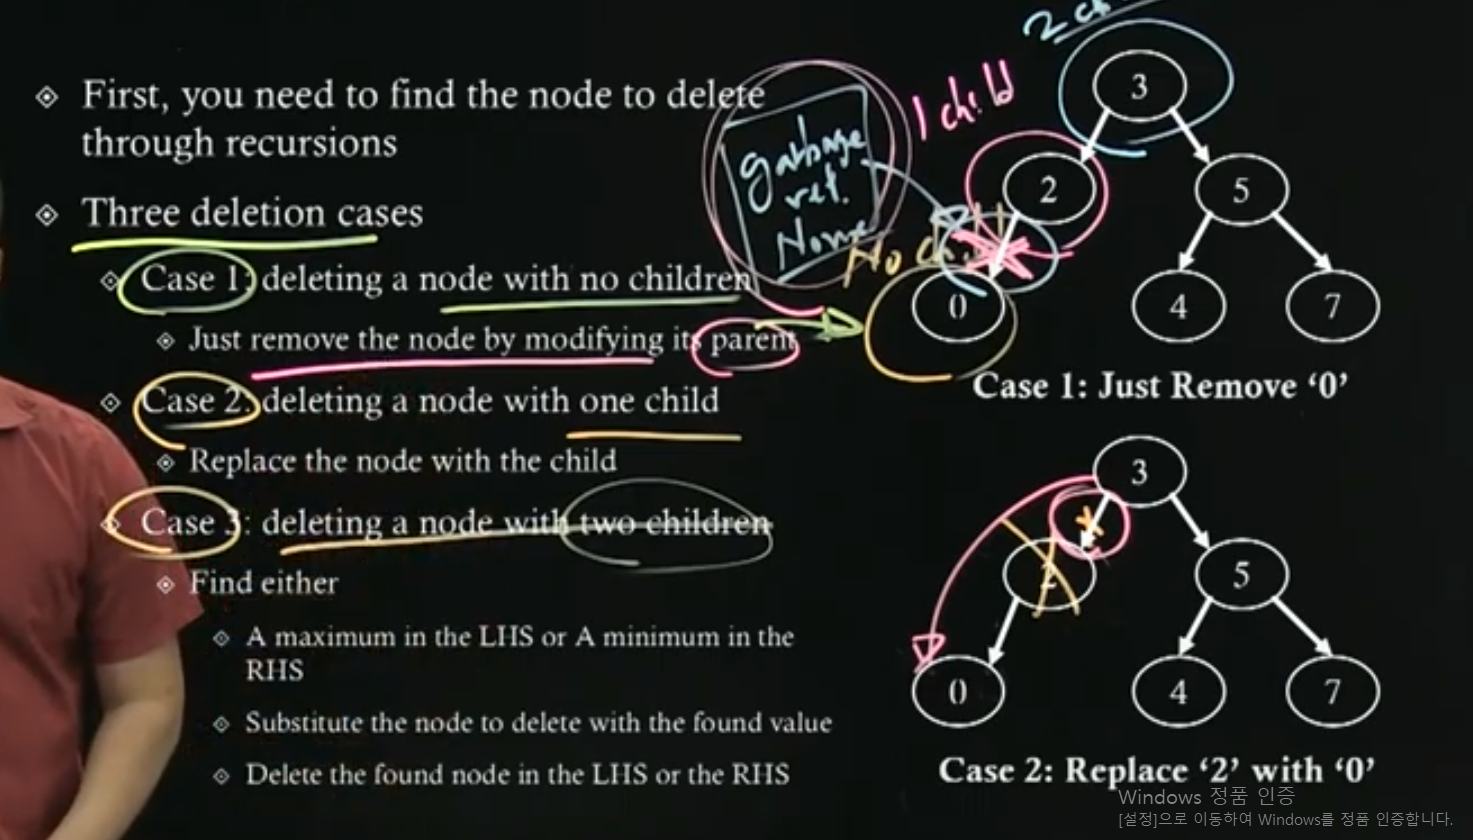 First, you need to find the node to delete
through recursions
Three deletion cases
Case 1: deleting a node with no children
Just remove the node by modifying its parent
Case 2: deleting a node with one child
Replace the node with the child
Case 3: deleting a node with two children
Find either
A maximum in the LHS or A minimum in the
RHS
Substitute the node to delete with the found value
Delete the found node in the LHS or the RHS
garbage
ret.
None
1 child
No child
2
3
2
5
0
4
7
Case 1: Just Remove ‘0’
3
2
5
0
4
7
Case 2: Replace ‘2’ with ‘0’
Windows 정품 인증
[설정]으로 이동하여 Windows를 정품 인증합니다.